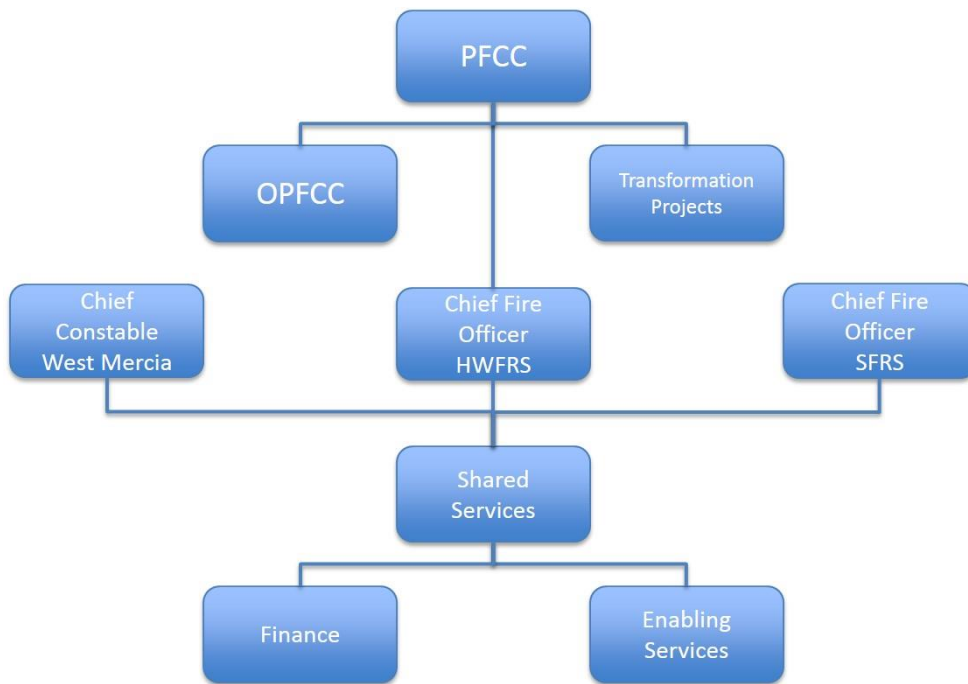 PFCC
OPFCC
Transformation
Projects
Chief
Constable
West Mercia
Chief Fire
Officer
HWFRS
Chief Fire
Officer
SFRS
Shared
Services
Finance
Enabling
Services